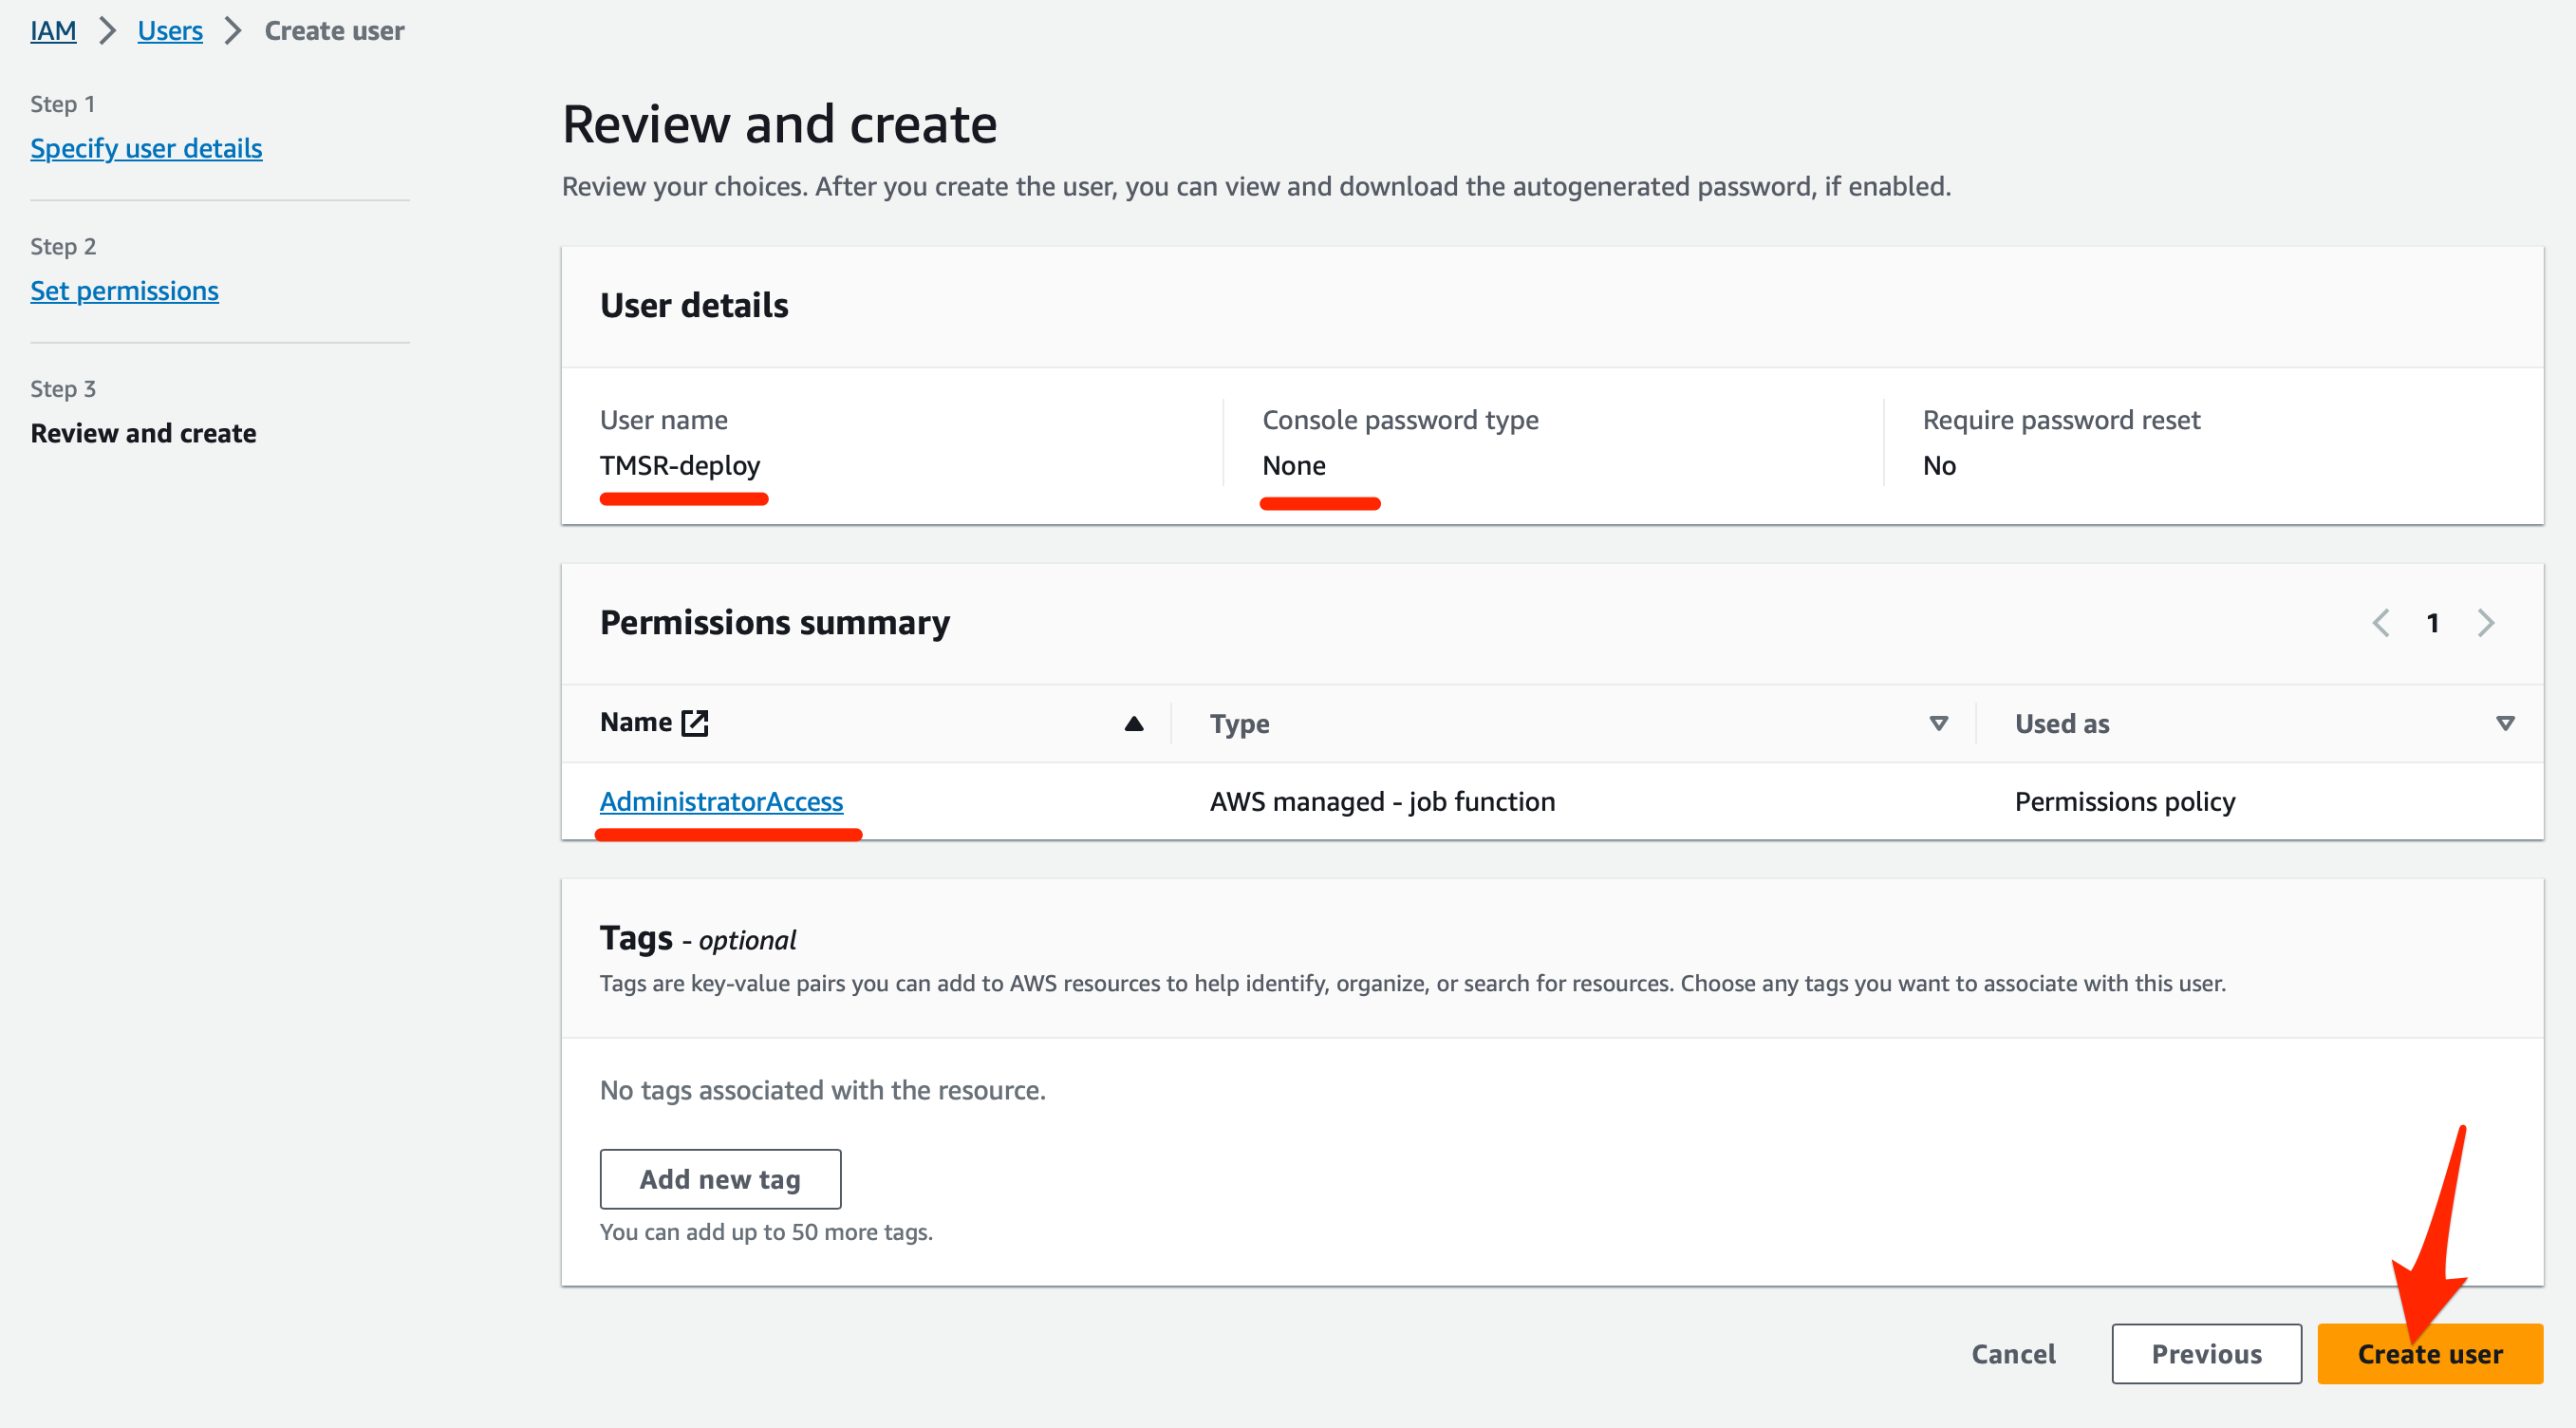 IAM > Users > Create user
Step 1
Specify user details
Step 2
Set permissions
Step 3
Review and create
Review and create
Review your choices. After you create the user, you can view and download the autogenerated password, if enabled.
User details
User name
TMSR-deploy
Console password type
None
Require password reset
No
Permissions summary
1
Name
Type
Used as
AdministratorAccess
AWS managed - job function
Permissions policy
Tags - optional
Tags are key-value pairs you can add to AWS resources to help identify, organize, or search for resources. Choose any tags you want to associate with this user.
No tags associated with the resource.
Add new tag
You can add up to 50 more tags.
Cancel
Previous
Create user